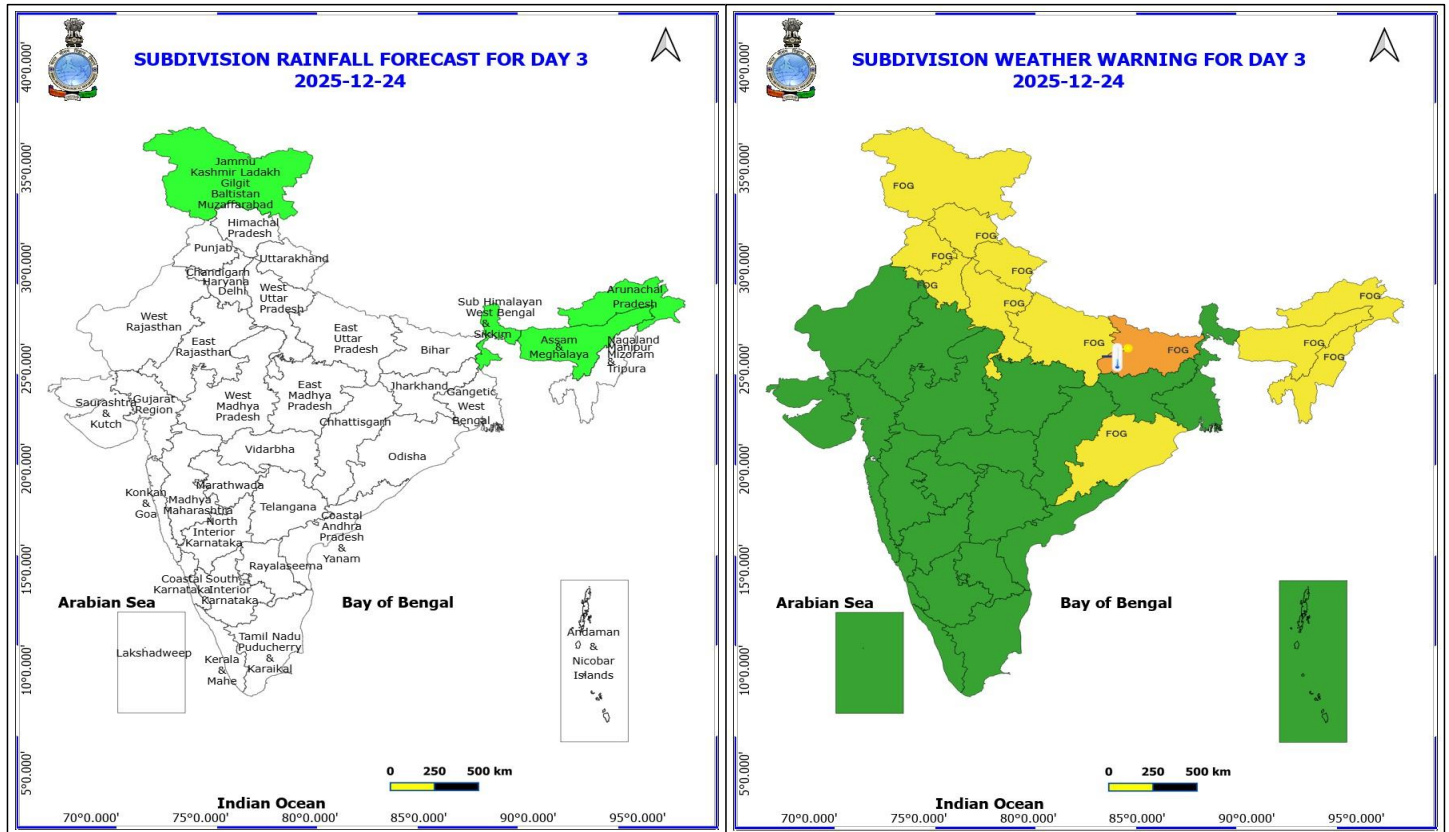 SUBDIVISION RAINFALL FORECAST FOR DAY 3
2025-12-24
40°0.000'
35°0.000'
30°0.000'
25°0.000'
20°0.000'
15°0.000'
10°0.000'
5°0.000'
Jammu
Kashmir Ladakh
Gilgit
Baltistan
Muzaffarabad
Himachal
Pradesh
Punjab
Uttarakhand
Chandigarh
Haryana
Delhi
West
Uttar
Pradesh
West
Rajasthan
East
Rajasthan
East
Uttar
Pradesh
Bihar
Sub Himalayan
West Bengal
&
Sikkim
Arunachal
Pradesh
Assam
&
Meghalaya
Nagaland
Manipur
Mizoram
&
Tripura
Saurashtra
&
Kutch
Gujarat
Region
West
Madhya
Pradesh
East
Madhya
Pradesh
Jharkhand
Gangetic
West
Bengal
Chhattisgarh
Vidarbha
Odisha
Konkan
&
Goa
Marathwada
Madhya
Maharashtra
North
Interior
Karnataka
Telangana
Coastal
Andhra
Pradesh
&
Yanam
Rayalaseema
Coastal
Karnataka
South
Interior
Karnataka
Arabian Sea
Bay of Bengal
Lakshadweep
Kerala
&
Mahe
Tamil Nadu
Puducherry
&
Karaikal
Andaman
&
Nicobar
Islands
0 250 500 km
Indian Ocean
70°0.000' 75°0.000' 80°0.000' 85°0.000' 90°0.000' 95°0.000'
SUBDIVISION WEATHER WARNING FOR DAY 3
2025-12-24
40°0.000'
35°0.000'
30°0.000'
25°0.000'
20°0.000'
15°0.000'
10°0.000'
5°0.000'
FOG
FOG
FOG
FOG
FOG
FOG
FOG
FOG
FOG
FOG
FOG
FOG
Arabian Sea
Bay of Bengal
0 250 500 km
Indian Ocean
70°0.000' 75°0.000' 80°0.000' 85°0.000' 90°0.000' 95°0.000'